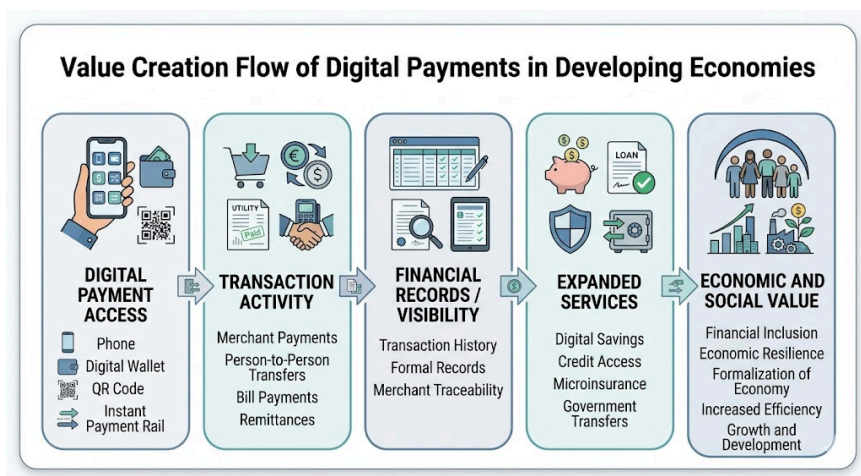 Value Creation Flow of Digital Payments in Developing Economies
DIGITAL
PAYMENT
ACCESS
Phone
Digital Wallet
QR Code
Instant
Payment Rail
UTILITY
Paid
€
$
TRANSACTION
ACTIVITY
Merchant Payments
Person-to-Person
Transfers
Bill Payments
Remittances
FINANCIAL
RECORDS /
VISIBILITY
Transaction History
Formal Records
Merchant Traceability
$
$
$
LOAN
EXPANDED
SERVICES
Digital Savings
Credit Access
Microinsurance
Government
Transfers
$
ECONOMIC AND
SOCIAL VALUE
Financial Inclusion
Economic Resilience
Formalization of
Economy
Increased Efficiency
Growth and
Development